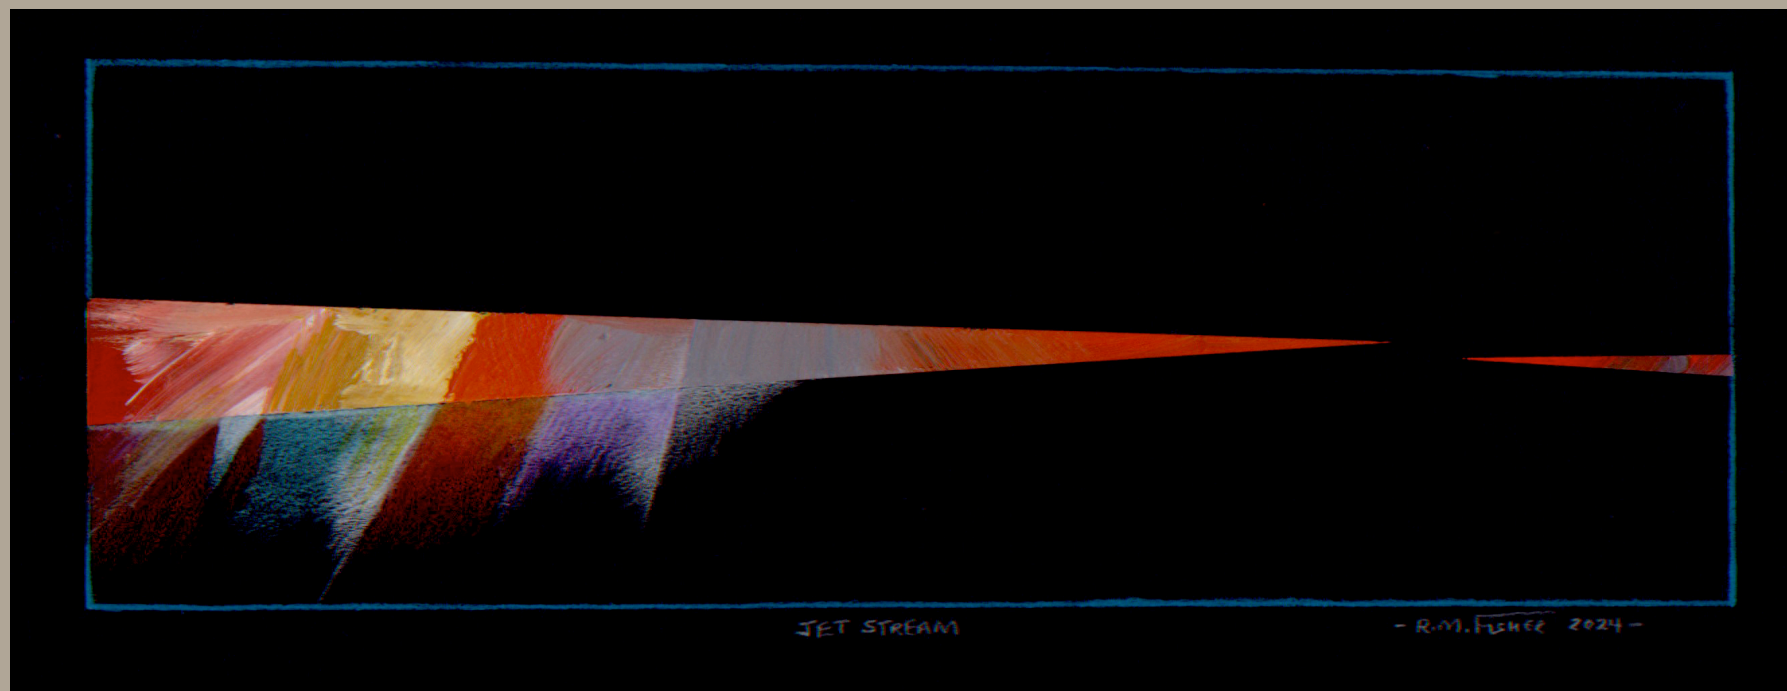 JET STREAM
- R.M. FISHER 2024 -